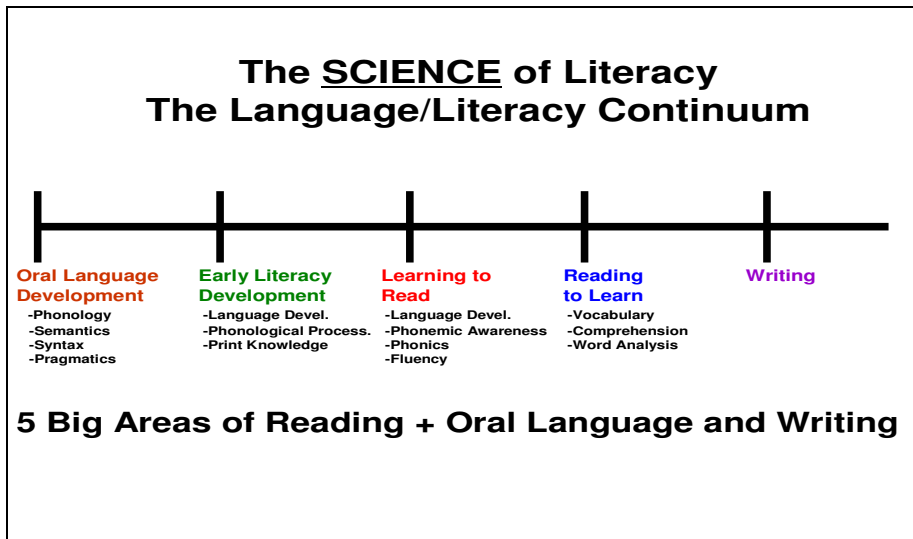 The SCIENCE of Literacy
The Language/Literacy Continuum
Oral Language
Development
-Phonology
-Semantics
-Syntax
-Pragmatics
Early Literacy
Development
-Language Devel.
-Phonological Process.
-Print Knowledge
Learning to
Read
-Language Devel.
-Phonemic Awareness
-Phonics
-Fluency
Reading
to Learn
-Vocabulary
-Comprehension
-Word Analysis
Writing
5 Big Areas of Reading + Oral Language and Writing